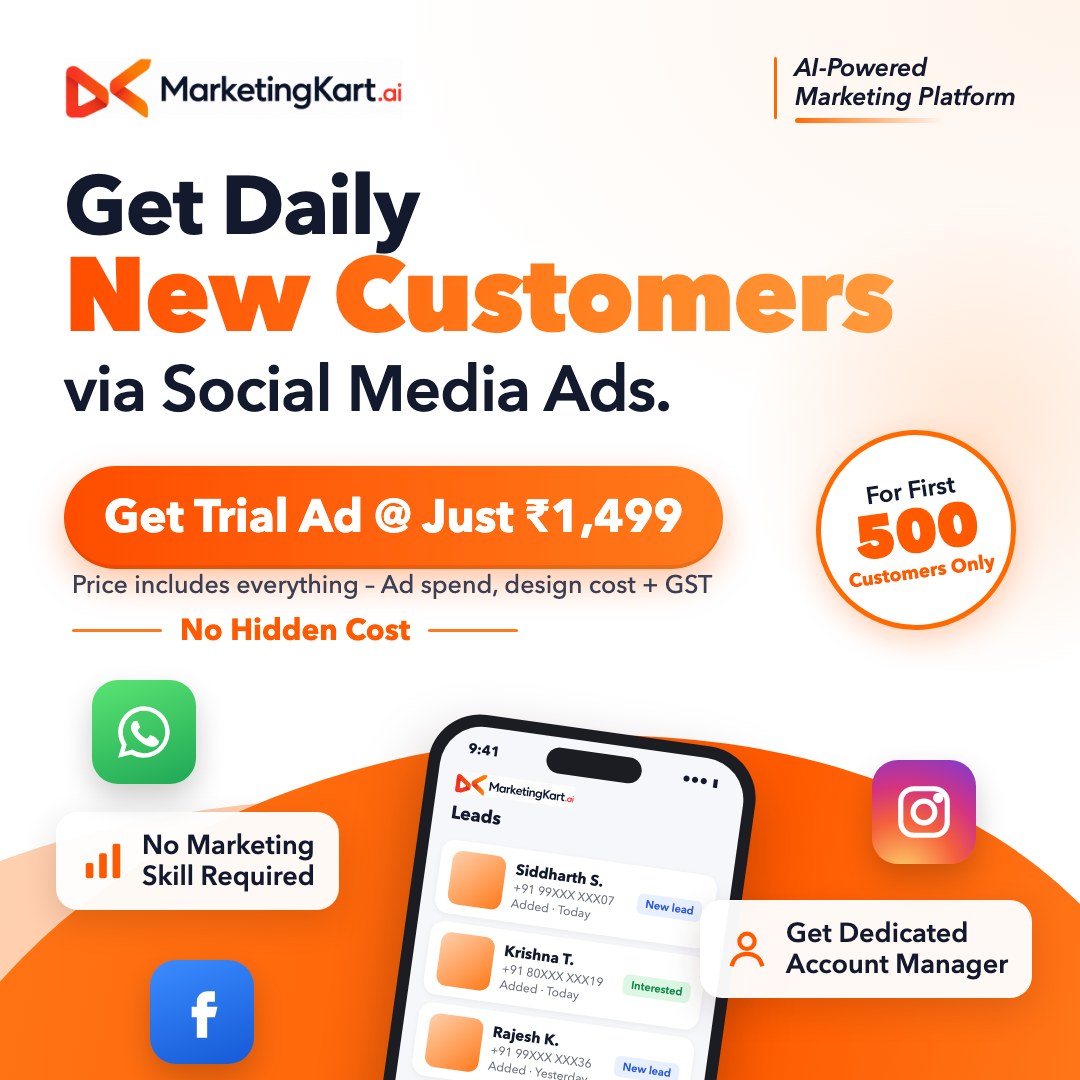 MarketingKart.ai
AI-Powered
Marketing Platform
Get Daily
New Customers
via Social Media Ads.
Get Trial Ad @ Just ₹1,499
Price includes everything – Ad spend, design cost + GST
No Hidden Cost
For First
500
Customers Only
9:41
MarketingKart.ai
Leads
Siddharth S.
+91 99XXX XXX07
Added · Today
New lead
Krishna T.
+91 80XXX XXX19
Added · Today
Interested
Rajesh K.
+91 99XXX XXX36
Added · Yesterday
New lead
No Marketing
Skill Required
Get Dedicated
Account Manager